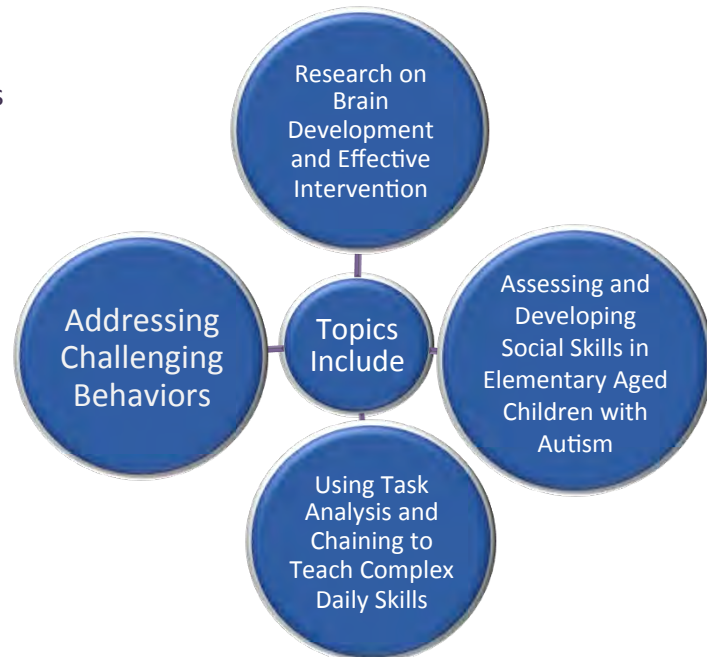 s
Research on
Brain
Development
and Effective
Intervention
Addressing
Challenging
Behaviors
Topics
Include
Assessing and
Developing
Social Skills in
Elementary Aged
Children with
Autism
Using Task
Analysis and
Chaining to
Teach Complex
Daily Skills